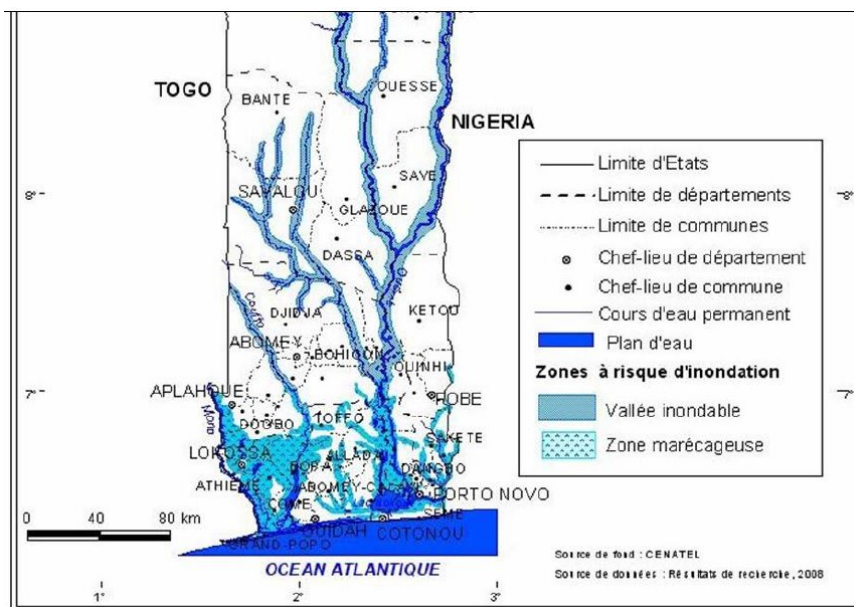 TOGO
OUESSE
BANTE
NIGERIA
SAVALOU
SAVE
GLAZOUE
DASSA
8°
8°
DJIDJA
KETOU
ABOMEY
BOHICON
OUINHI
7°
7°
APLAHOUE
POBE
Couffo
Mono
DOGBO
TOFFO
SAKETE
LOKOSSA
BOPA
ALLADA
DANGBO
ATHIEME
ABOMEY-CALAVI
PORTO NOVO
COME
SEME
OUIDAH
COTONOU
GRAND-POPO
OCEAN ATLANTIQUE
0 40 80 km
1° 2° 3°
Limite d'Etats
Limite de départements
Limite de communes
Chef-lieu de département
Chef-lieu de commune
Cours d'eau permanent
Plan d'eau
Zones à risque d'inondation
Vallée inondable
Zone marécageuse
Source de fond : CENATEL
Source de données : Résultats de recherche, 2008